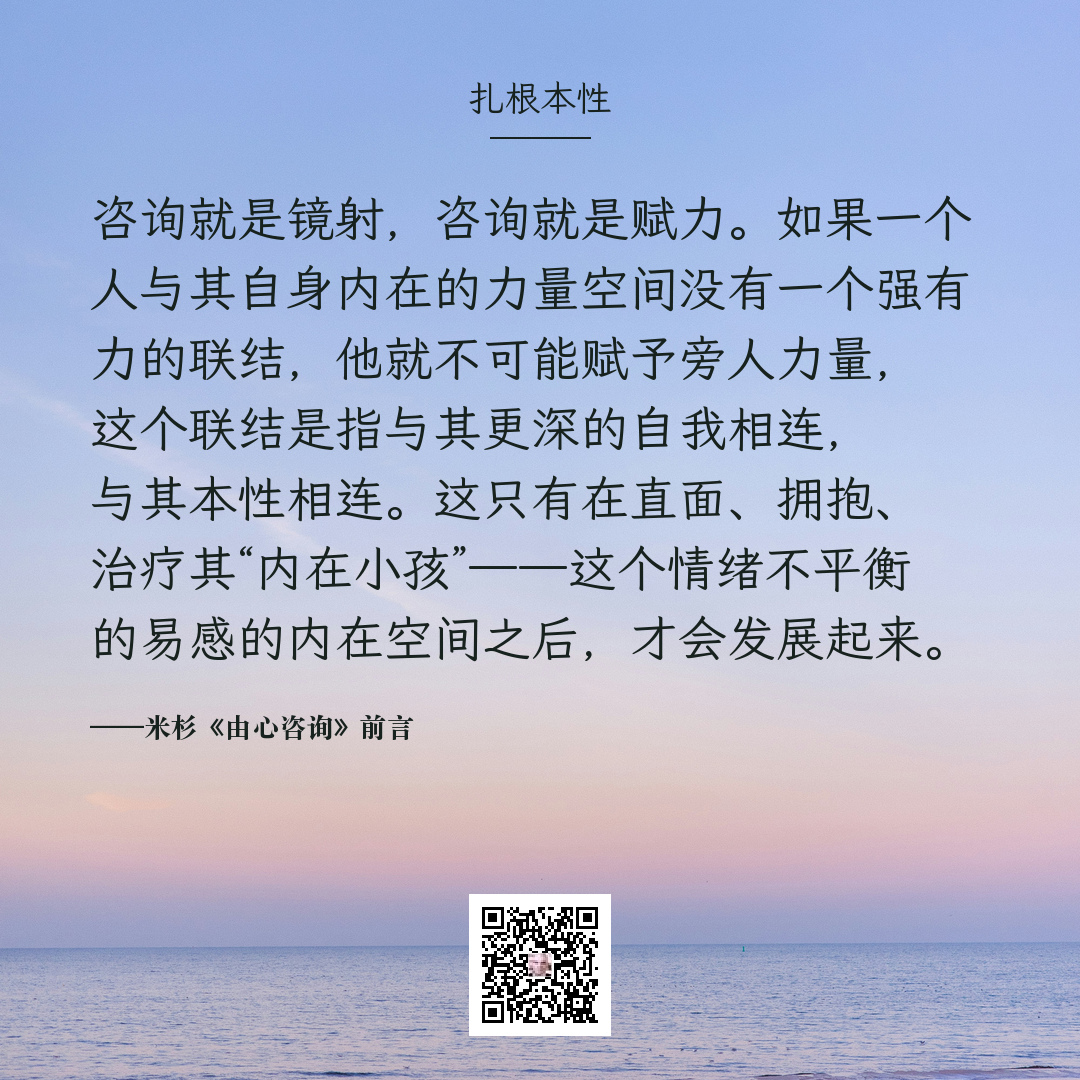 扎根本性
咨询就是镜射，咨询就是赋力。如果一个
人与其自身内在的力量空间没有一个强有
力的联结，他就不可能赋予旁人力量，
这个联结是指与其更深的自我相连，
与其本性相连。这只有在直面、拥抱、
治疗其“内在小孩”——这个情绪不平衡
的易感的内在空间之后，才会发展起来。
——米杉《由心咨询》前言